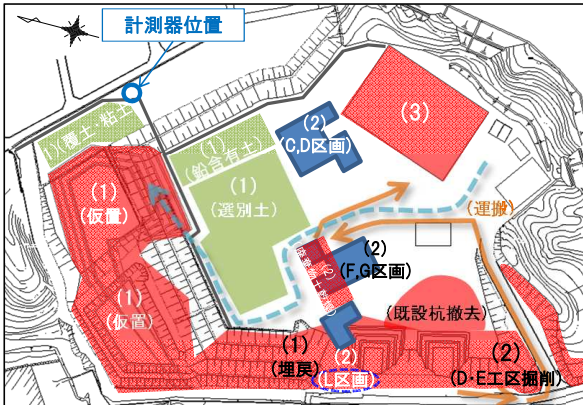 計測器位置
(1)(覆土・粘土)
(1)
(鉛含有土)
(2)
(C,D区画)
(3)
(1)
(仮置)
(1)
(選別土)
(運搬)
(2)
(2)
(F,G区画)
(1)
(仮置)
(既設杭撤去)
(1)
(埋戻)
(2)
(L区画)
(2)
(D・E工区掘削)